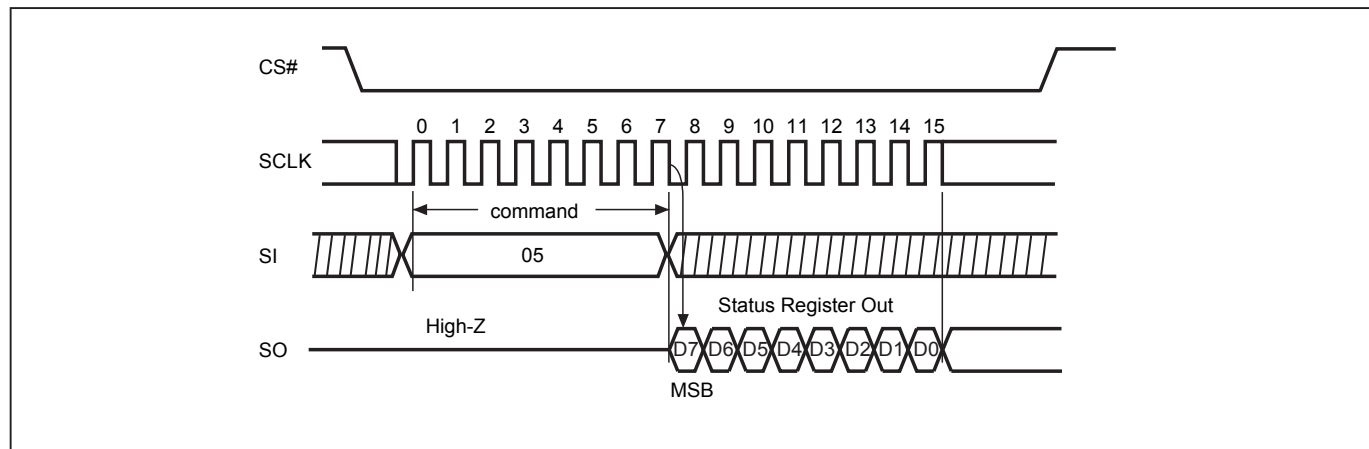 CS#
0 1 2 3 4 5 6 7 8 9 10 11 12 13 14 15
SCLK
command
SI
05
Status Register Out
High-Z
SO
D7 D6 D5 D4 D3 D2 D1 D0
MSB